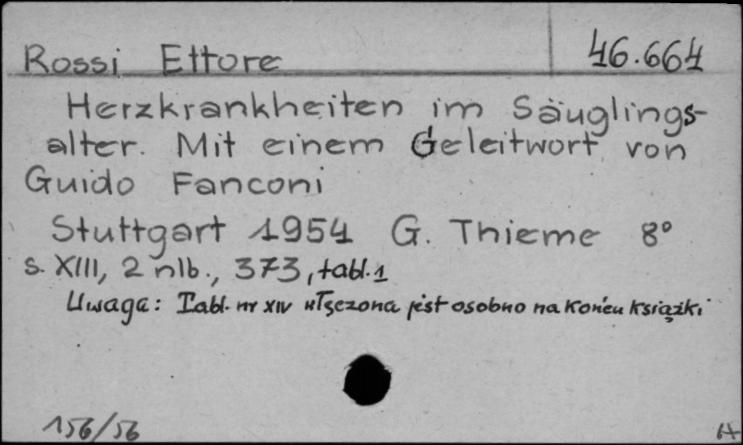 Rossi Ettore 46.664
Herzkrankheiten im Säuglings-
alter. Mit einem Geleitwort von
Guido Fanconi
Stuttgart 1954 G. Thieme 8°
s. XIII, 2 nlb., 373, tabl. 1
Uwaga: Tabl. nr XIV włączona jest osobno na końcu książki
156/56